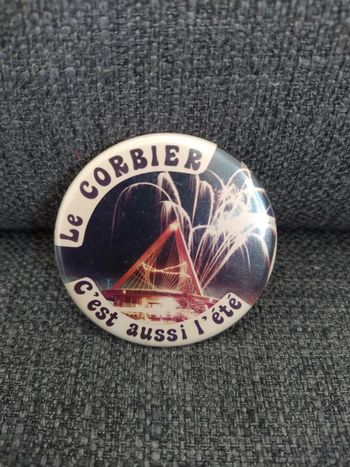 Le CORBIER
C'est aussi l'été